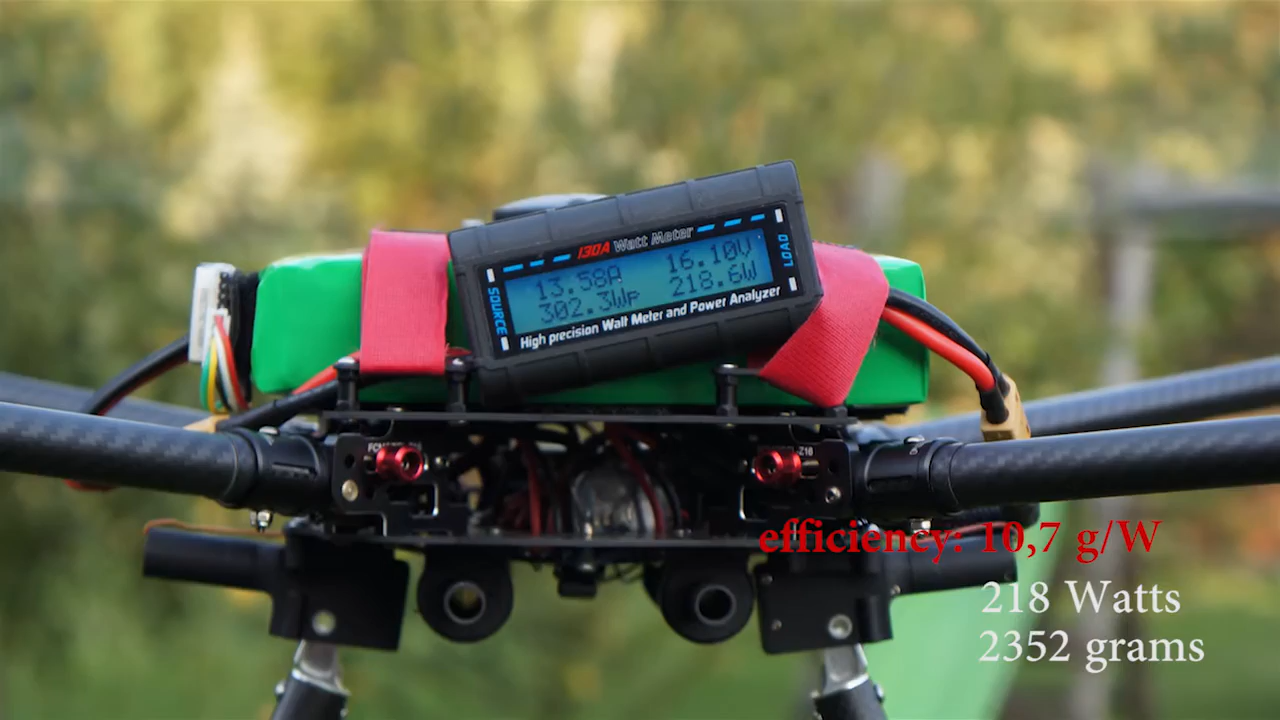 130A Watt Meter
SOURCE
13.58A 16.10V
302.3Wp 218.6W
LOAD
High precision Watt Meter and Power Analyzer
efficiency: 10,7 g/W
218 Watts
2352 grams